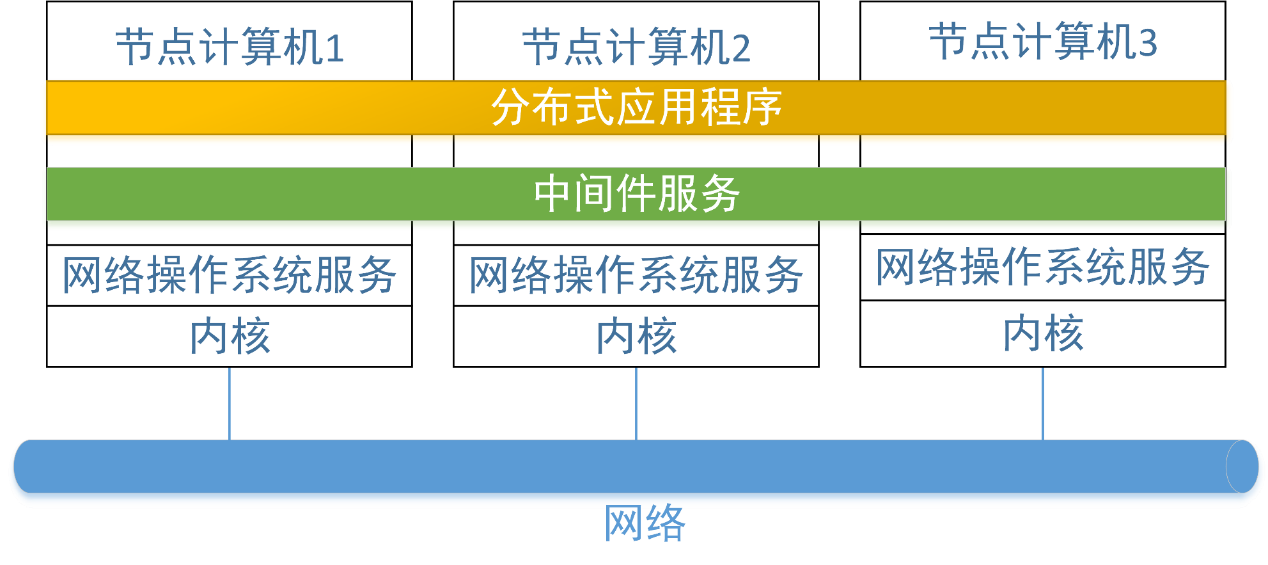 节点计算机1
节点计算机2
节点计算机3
分布式应用程序
中间件服务
网络操作系统服务
网络操作系统服务
网络操作系统服务
内核
内核
内核
网络